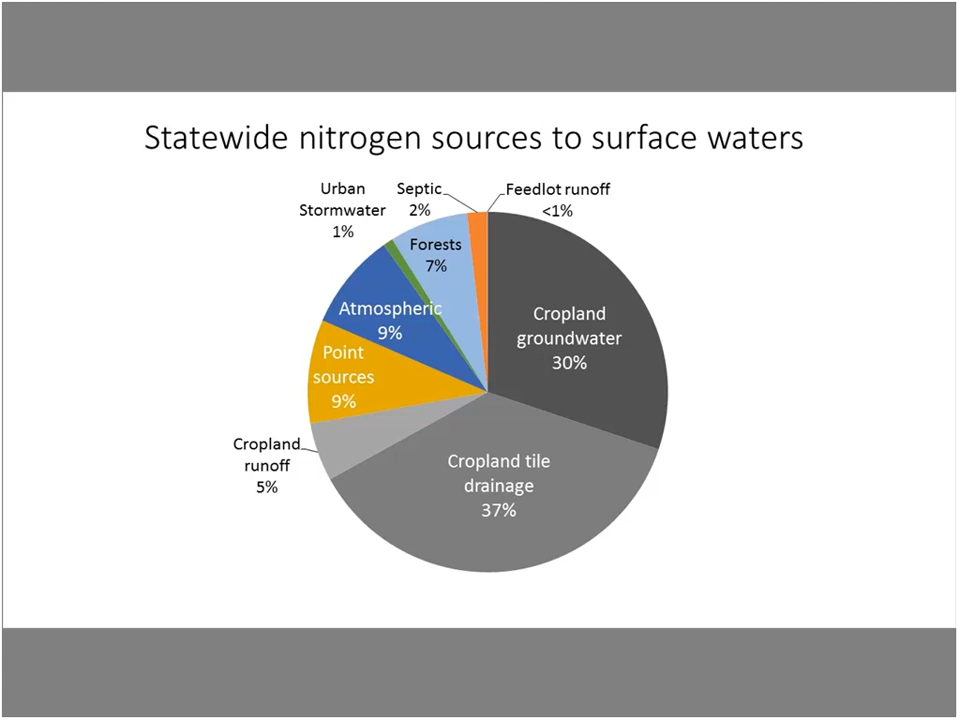 Statewide nitrogen sources to surface waters
Urban
Stormwater
1%
Septic
2%
Feedlot runoff
<1%
Forests
7%
Atmospheric
9%
Point
sources
9%
Cropland
runoff
5%
Cropland
groundwater
30%
Cropland tile
drainage
37%